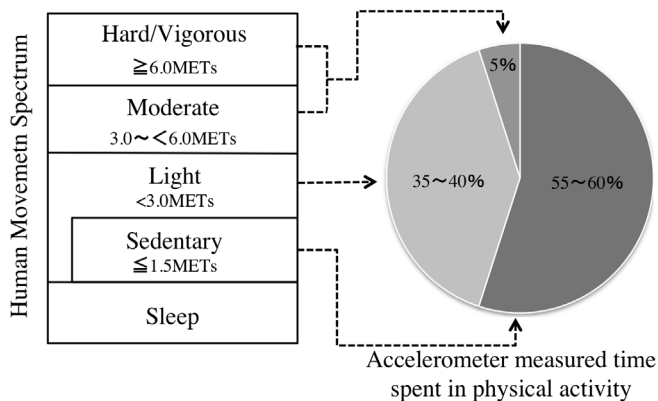 Human Movemetn Spectrum
Hard/Vigorous
≧6.0METs
Moderate
3.0～＜6.0METs
Light
<3.0METs
Sedentary
≦1.5METs
Sleep
5%
35～40%
55～60%
Accelerometer measured time
spent in physical activity